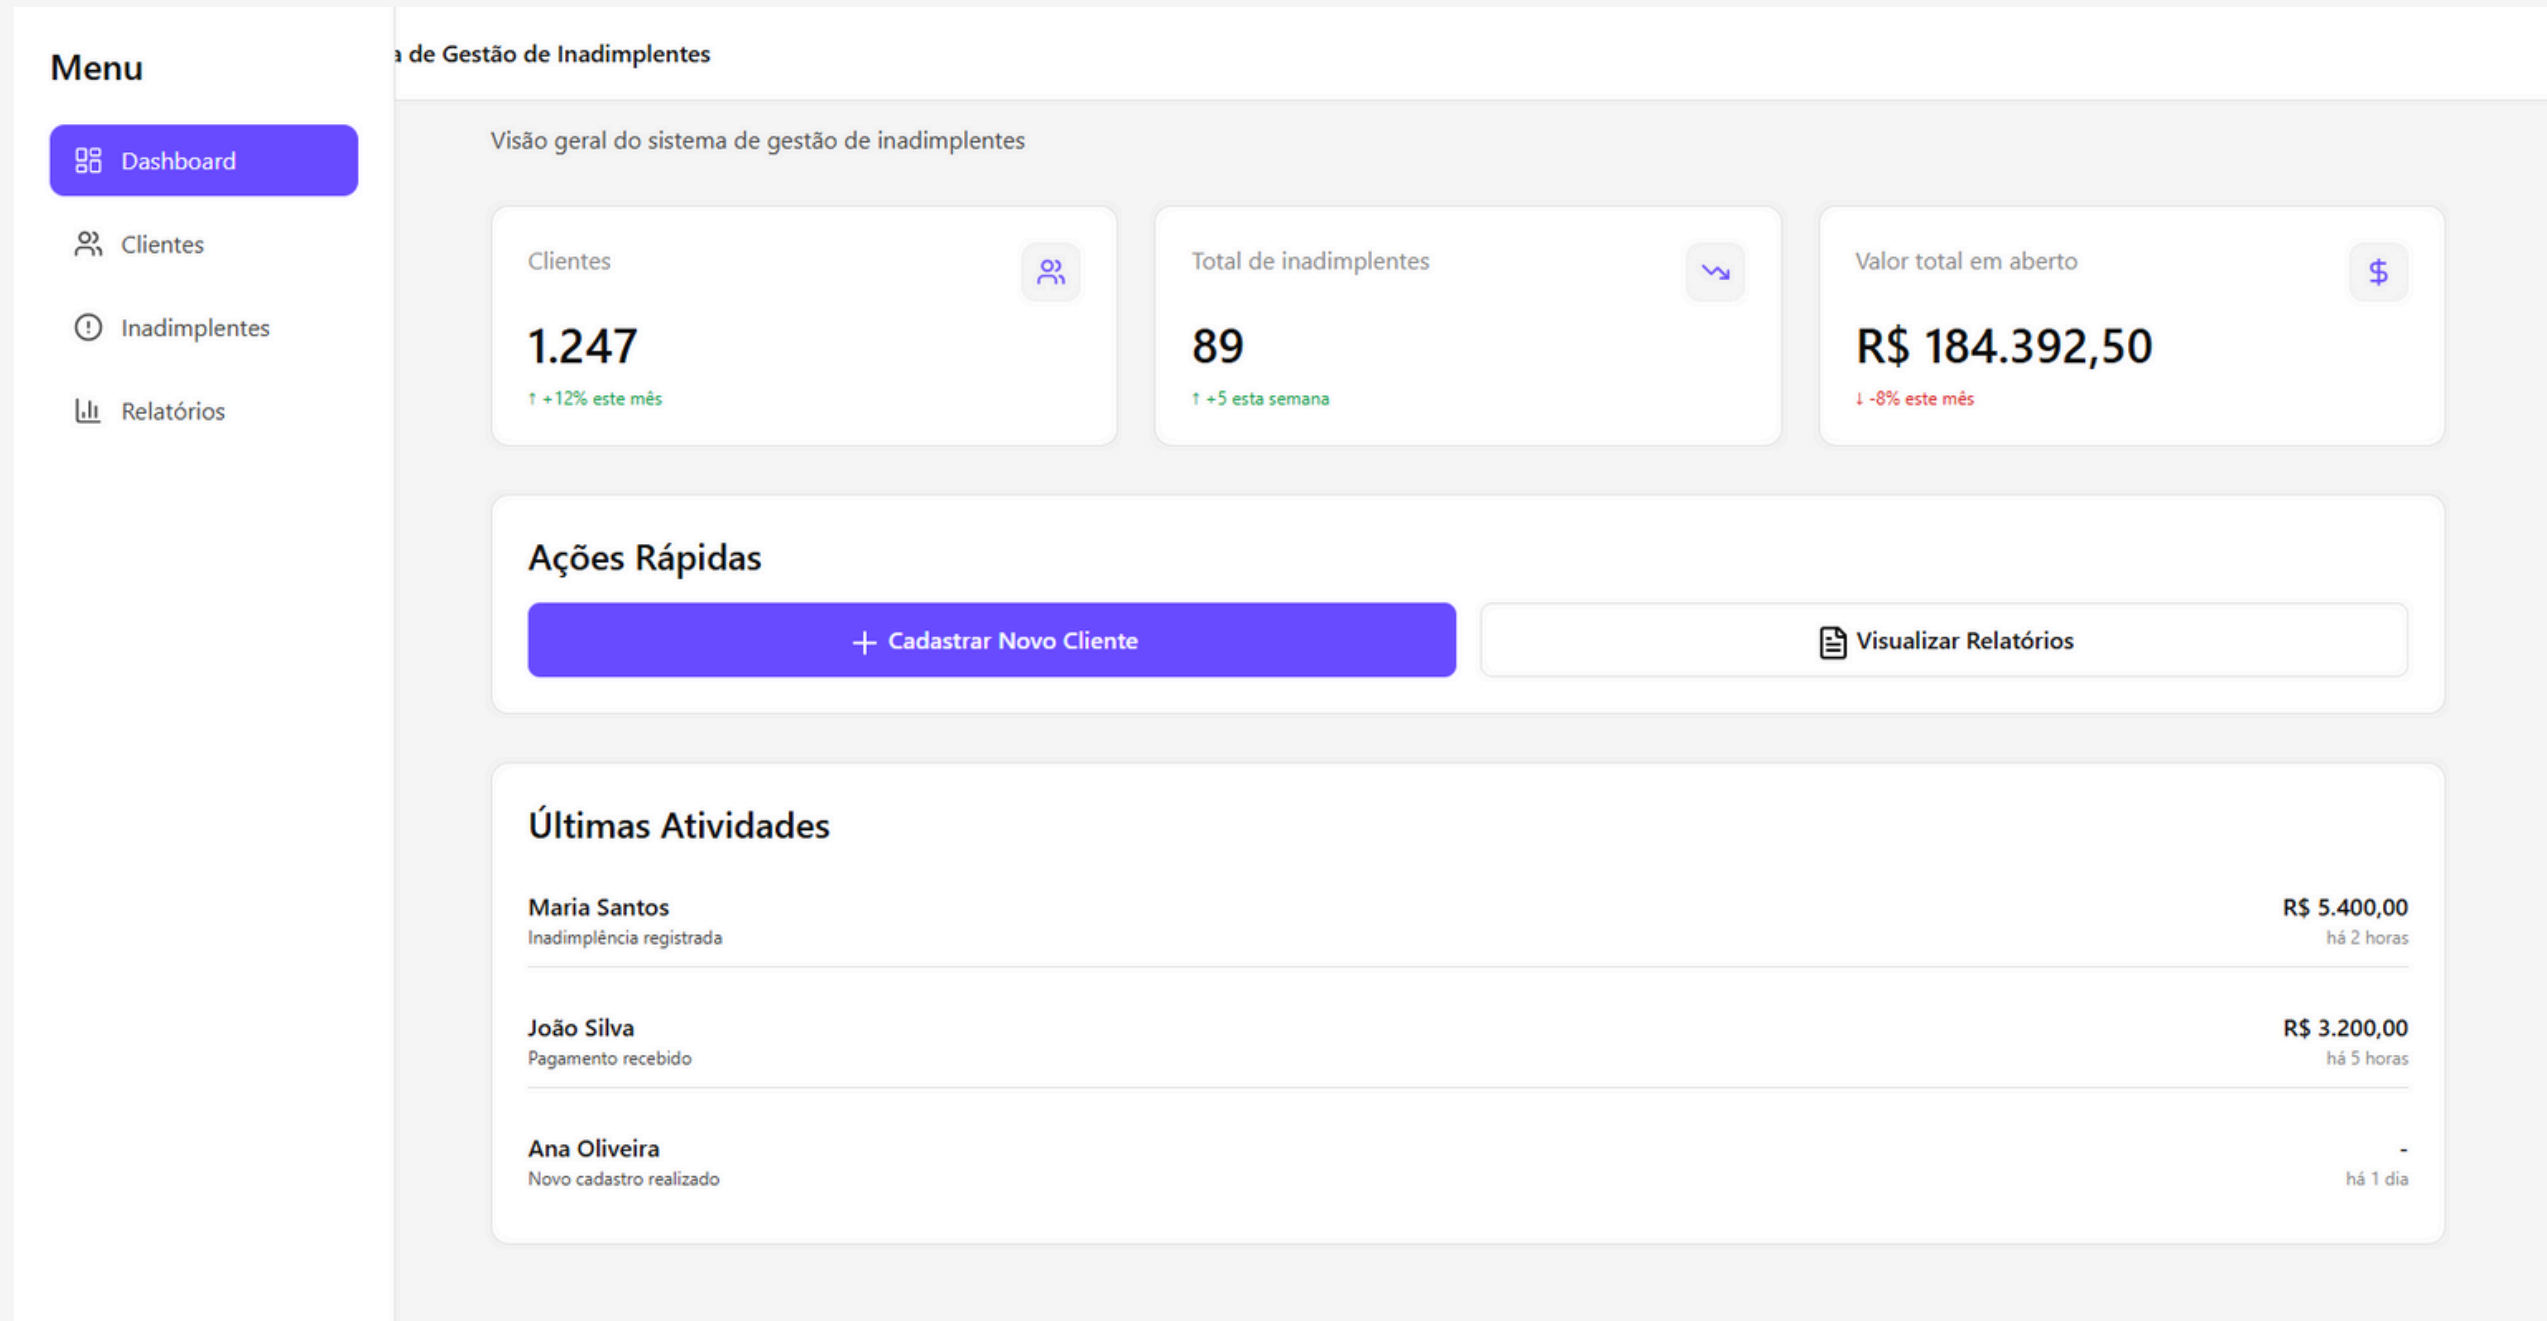 Menu
Dashboard
Clientes
Inadimplentes
Relatórios
de Gestão de Inadimplentes
Visão geral do sistema de gestão de inadimplentes
Clientes
1.247
↑ +12% este mês
Total de inadimplentes
89
↑ +5 esta semana
Valor total em aberto
$
R$ 184.392,50
↓ -8% este mês
Ações Rápidas
+ Cadastrar Novo Cliente
Visualizar Relatórios
Últimas Atividades
Maria Santos
R$ 5.400,00
Inadimplência registrada
há 2 horas
João Silva
R$ 3.200,00
Pagamento recebido
há 5 horas
Ana Oliveira
-
Novo cadastro realizado
há 1 dia